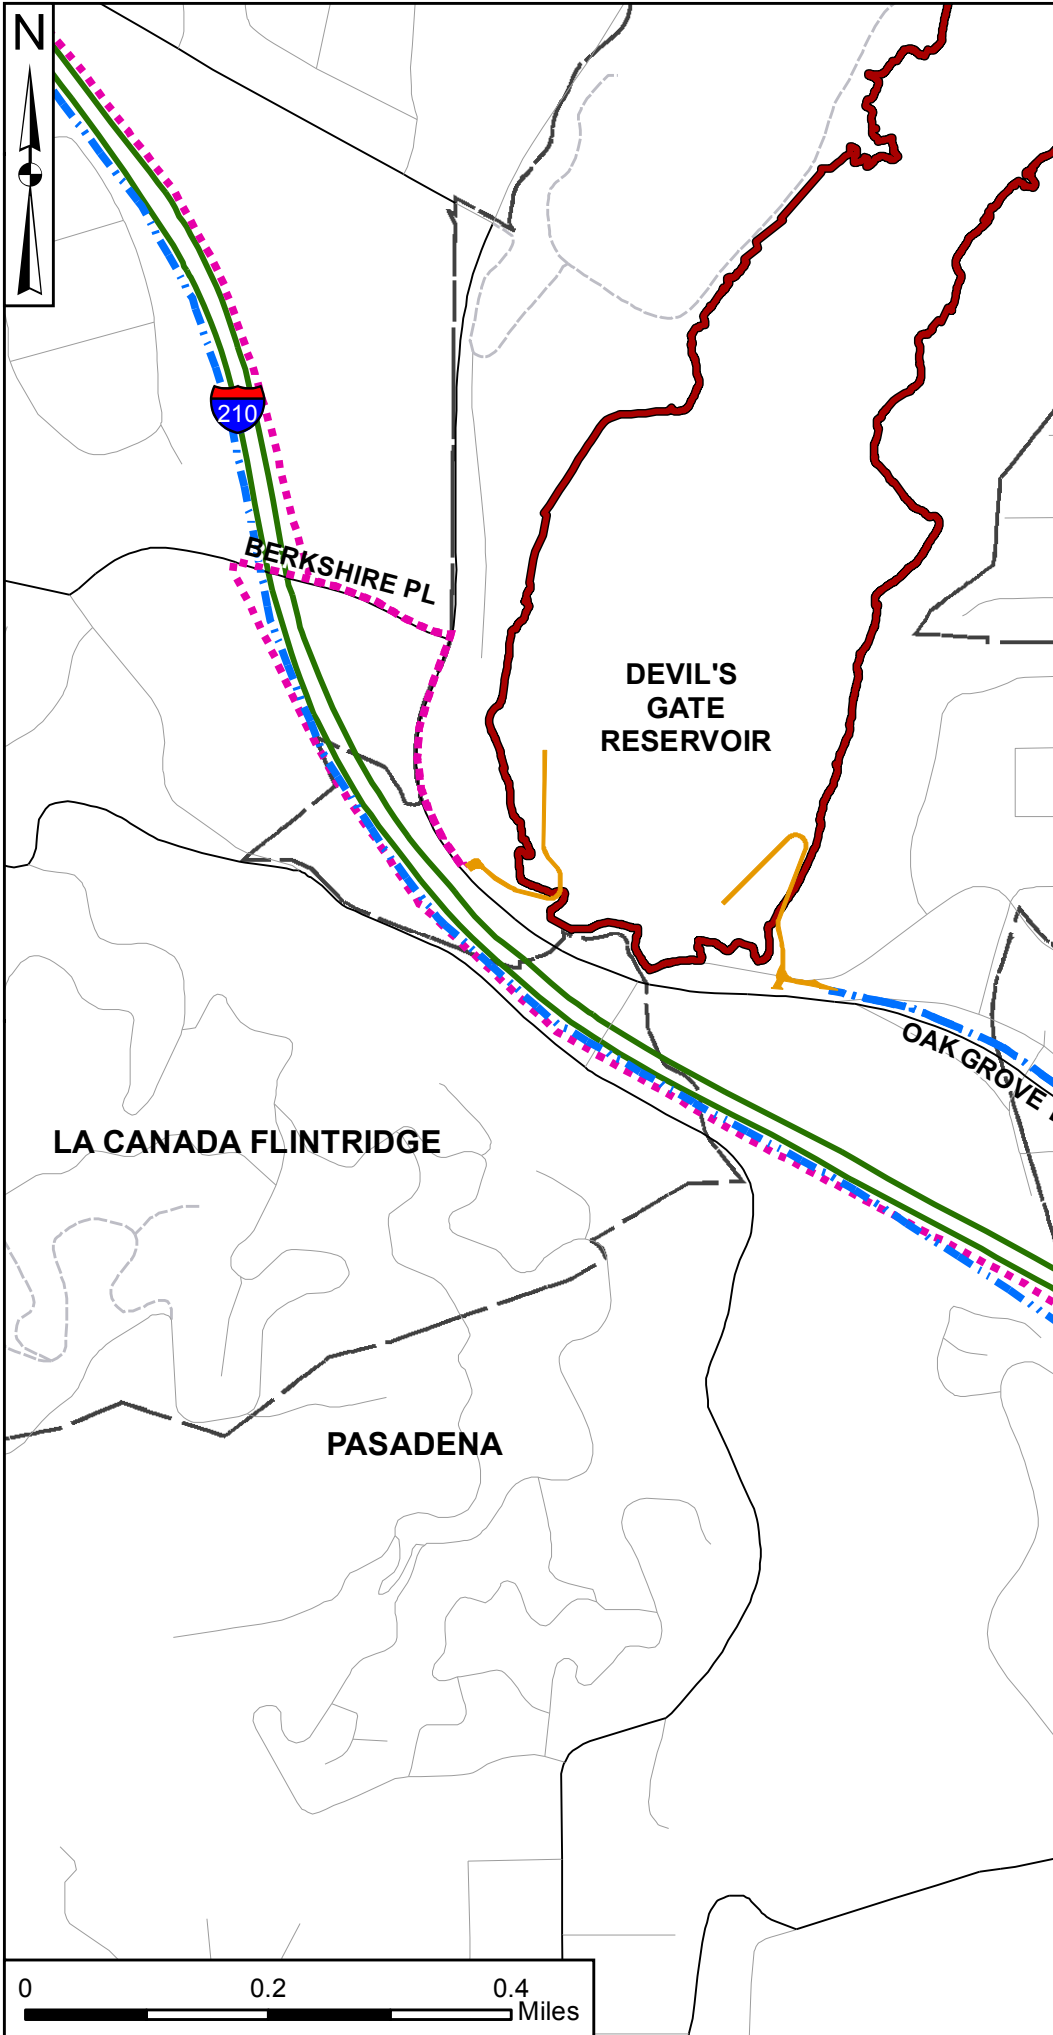 N
210
BERKSHIRE PL
DEVIL'S
GATE
RESERVOIR
OAK GROVE
LA CANADA FLINTRIDGE
PASADENA
0 0.2 0.4
Miles